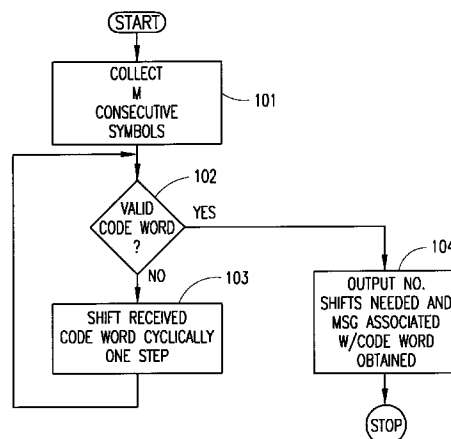 START
COLLECT
M
CONSECUTIVE
SYMBOLS
101
102
VALID
CODE WORD
?
YES
NO
103
SHIFT RECEIVED
CODE WORD CYCLICALLY
ONE STEP
104
OUTPUT NO.
SHIFTS NEEDED AND
MSG ASSOCIATED
W/CODE WORD
OBTAINED
STOP